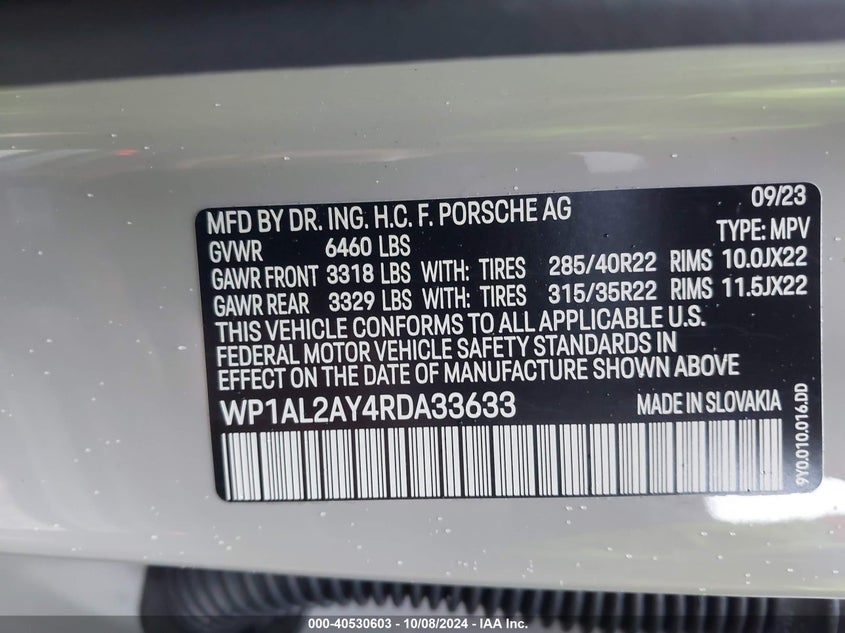 09/23
MFD BY DR. ING. H.C. F. PORSCHE AG
TYPE: MPV
GVWR 6460 LBS
GAWR FRONT 3318 LBS WITH: TIRES 285/40R22 RIMS 10.0JX22
GAWR REAR 3329 LBS WITH: TIRES 315/35R22 RIMS 11.5JX22
THIS VEHICLE CONFORMS TO ALL APPLICABLE U.S.
FEDERAL MOTOR VEHICLE SAFETY STANDARDS IN
EFFECT ON THE DATE OF MANUFACTURE SHOWN ABOVE
WP1AL2AY4RDA33633 MADE IN SLOVAKIA
9Y0.010.016.DD
000-40530603 - 10/08/2024 - IAA Inc.